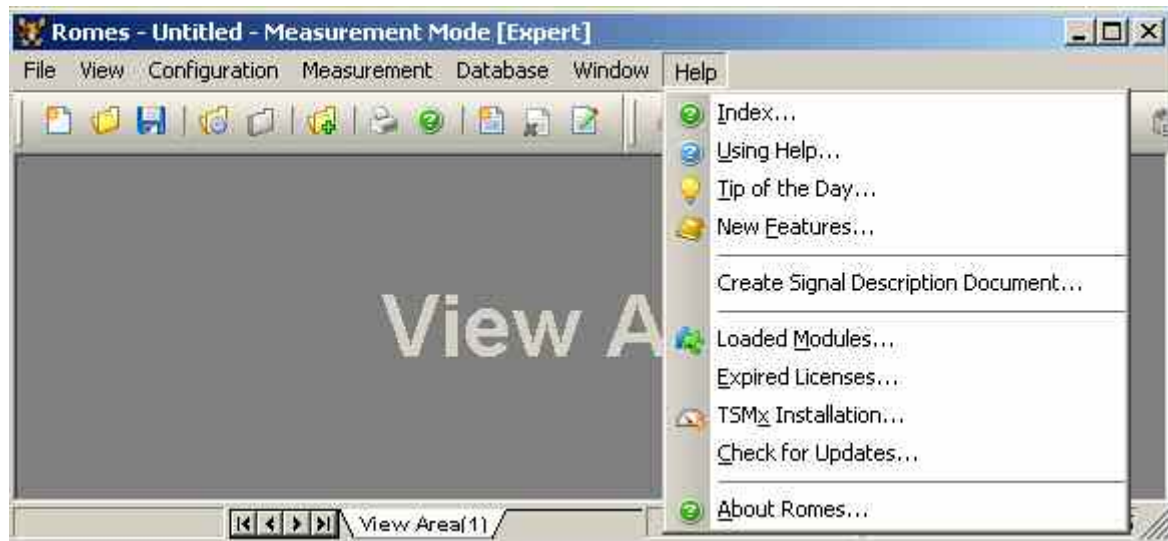 Romes - Untitled - Measurement Mode [Expert]
File View Configuration Measurement Database Window Help
Index...
Using Help...
Tip of the Day...
New Features...
Create Signal Description Document...
View A
Loaded Modules...
Expired Licenses...
TSMx Installation...
Check for Updates...
About Romes...
View Area(1)